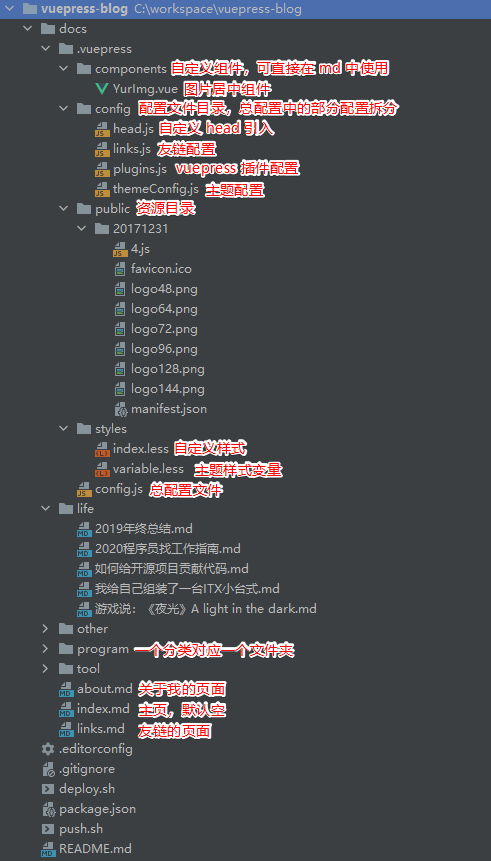 vuepress-blog C:\workspace\vuepress-blog
docs
.vuepress
components 自定义组件，可直接在 md 中使用
YurImg.vue 图片居中组件
config 配置文件目录，总配置中的部分配置拆分
head.js 自定义 head 引入
links.js 友链配置
plugins.js vuepress 插件配置
themeConfig.js 主题配置
public 资源目录
20171231
4.js
favicon.ico
logo48.png
logo64.png
logo72.png
logo96.png
logo128.png
logo144.png
manifest.json
styles
index.less 自定义样式
variable.less 主题样式变量
config.js 总配置文件
life
2019年终总结.md
2020程序员找工作指南.md
如何给开源项目贡献代码.md
我给自己组装了一台ITX小台式.md
游戏说：《夜光》A light in the dark.md
other
program 一个分类对应一个文件夹
tool
about.md 关于我的页面
index.md 主页，默认空
links.md 友链的页面
.editorconfig
.gitignore
deploy.sh
package.json
push.sh
README.md